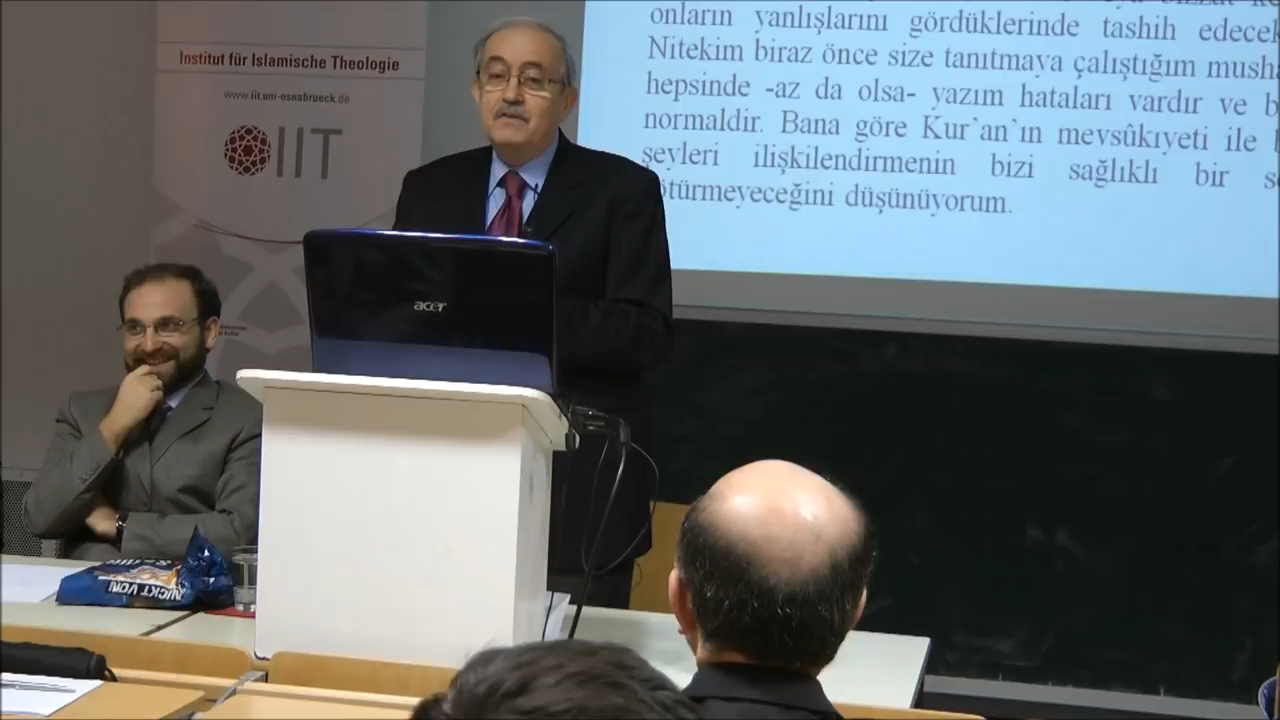 Institut für Islamische Theologie
www.iit.uni-osnabrueck.de
IIT
onların yanlışlarını gördüklerinde tashih edecek
Nitekim biraz önce size tanıtmaya çalıştığım musha
hepsinde -az da olsa- yazım hataları vardır ve b
normaldir. Bana göre Kur`an`ın mevsûkıyeti ile b
şeyleri ilişkilendirmenin bizi sağlıklı bir s
ötürmeyeceğini düşünüyorum.
acer
NICKT VON